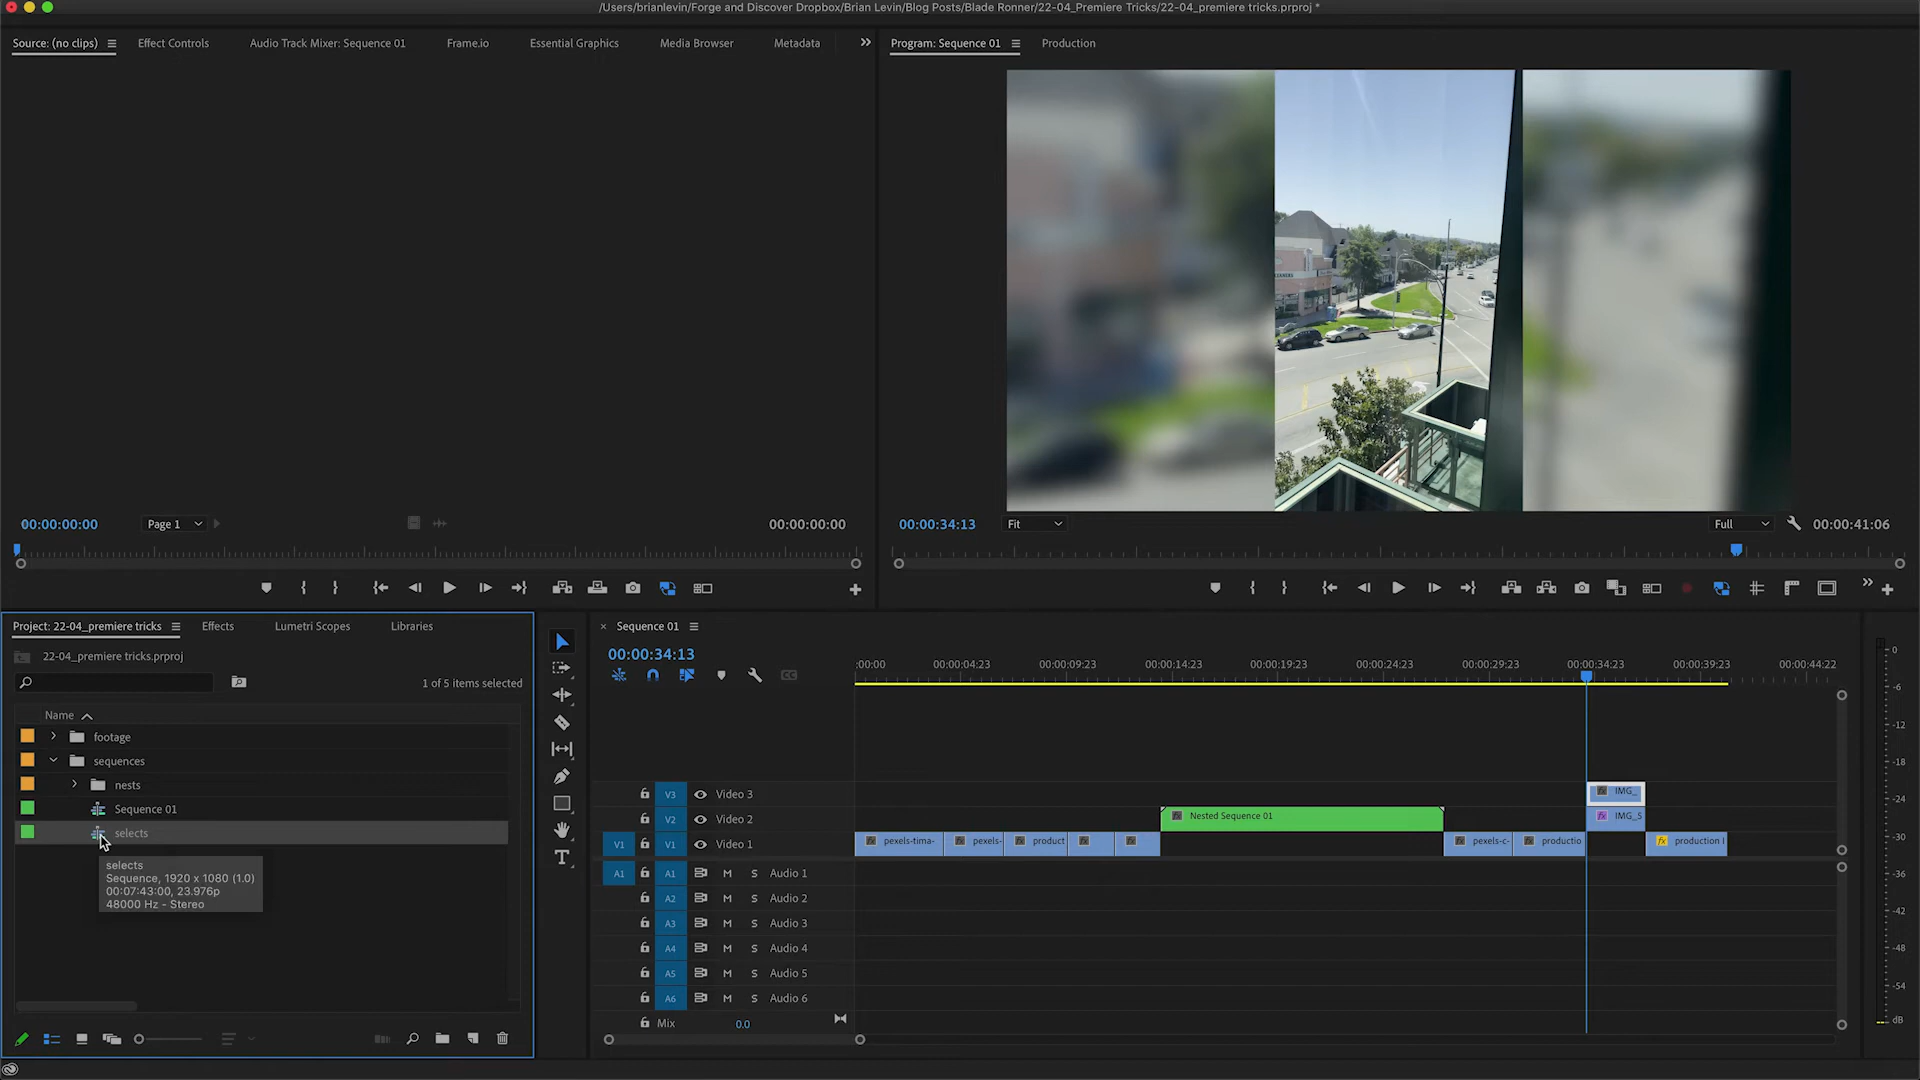 /Users/brianlevin/Forge and Discover Dropbox/Brian Levin/Blog Posts/Blade Ronner/22-04_Premiere Tricks/22-04_premiere tricks.prproj *
Source: (no clips)
Effect Controls
Audio Track Mixer: Sequence 01
Frame.io
Essential Graphics
Media Browser
Metadata
Program: Sequence 01
Production
00:00:00:00
Page 1
00:00:00:00
00:00:34:13
Fit
Full
00:00:41:06
Project: 22-04_premiere tricks
Effects
Lumetri Scopes
Libraries
22-04_premiere tricks.prproj
1 of 5 items selected
Name
footage
sequences
nests
Sequence 01
selects
selects
Sequence, 1920 x 1080 (1.0)
00:07:43:00, 23.976p
48000 Hz - Stereo
Sequence 01
00:00:34:13
:00:00
00:00:04:23
00:00:09:23
00:00:14:23
00:00:19:23
00:00:24:23
00:00:29:23
00:00:34:23
00:00:39:23
00:00:44:22
V3 Video 3 IMG_
V2 Video 2 Nested Sequence 01 IMG_5
V1 V1 Video 1 pexels-tima- pexels- product pexels-c- productio production I
A1 A1 M S Audio 1
A2 M S Audio 2
A3 M S Audio 3
A4 M S Audio 4
A5 M S Audio 5
A6 M S Audio 6
Mix 0.0
0
-6
-12
-18
-24
-30
-36
-42
-48
-54
dB